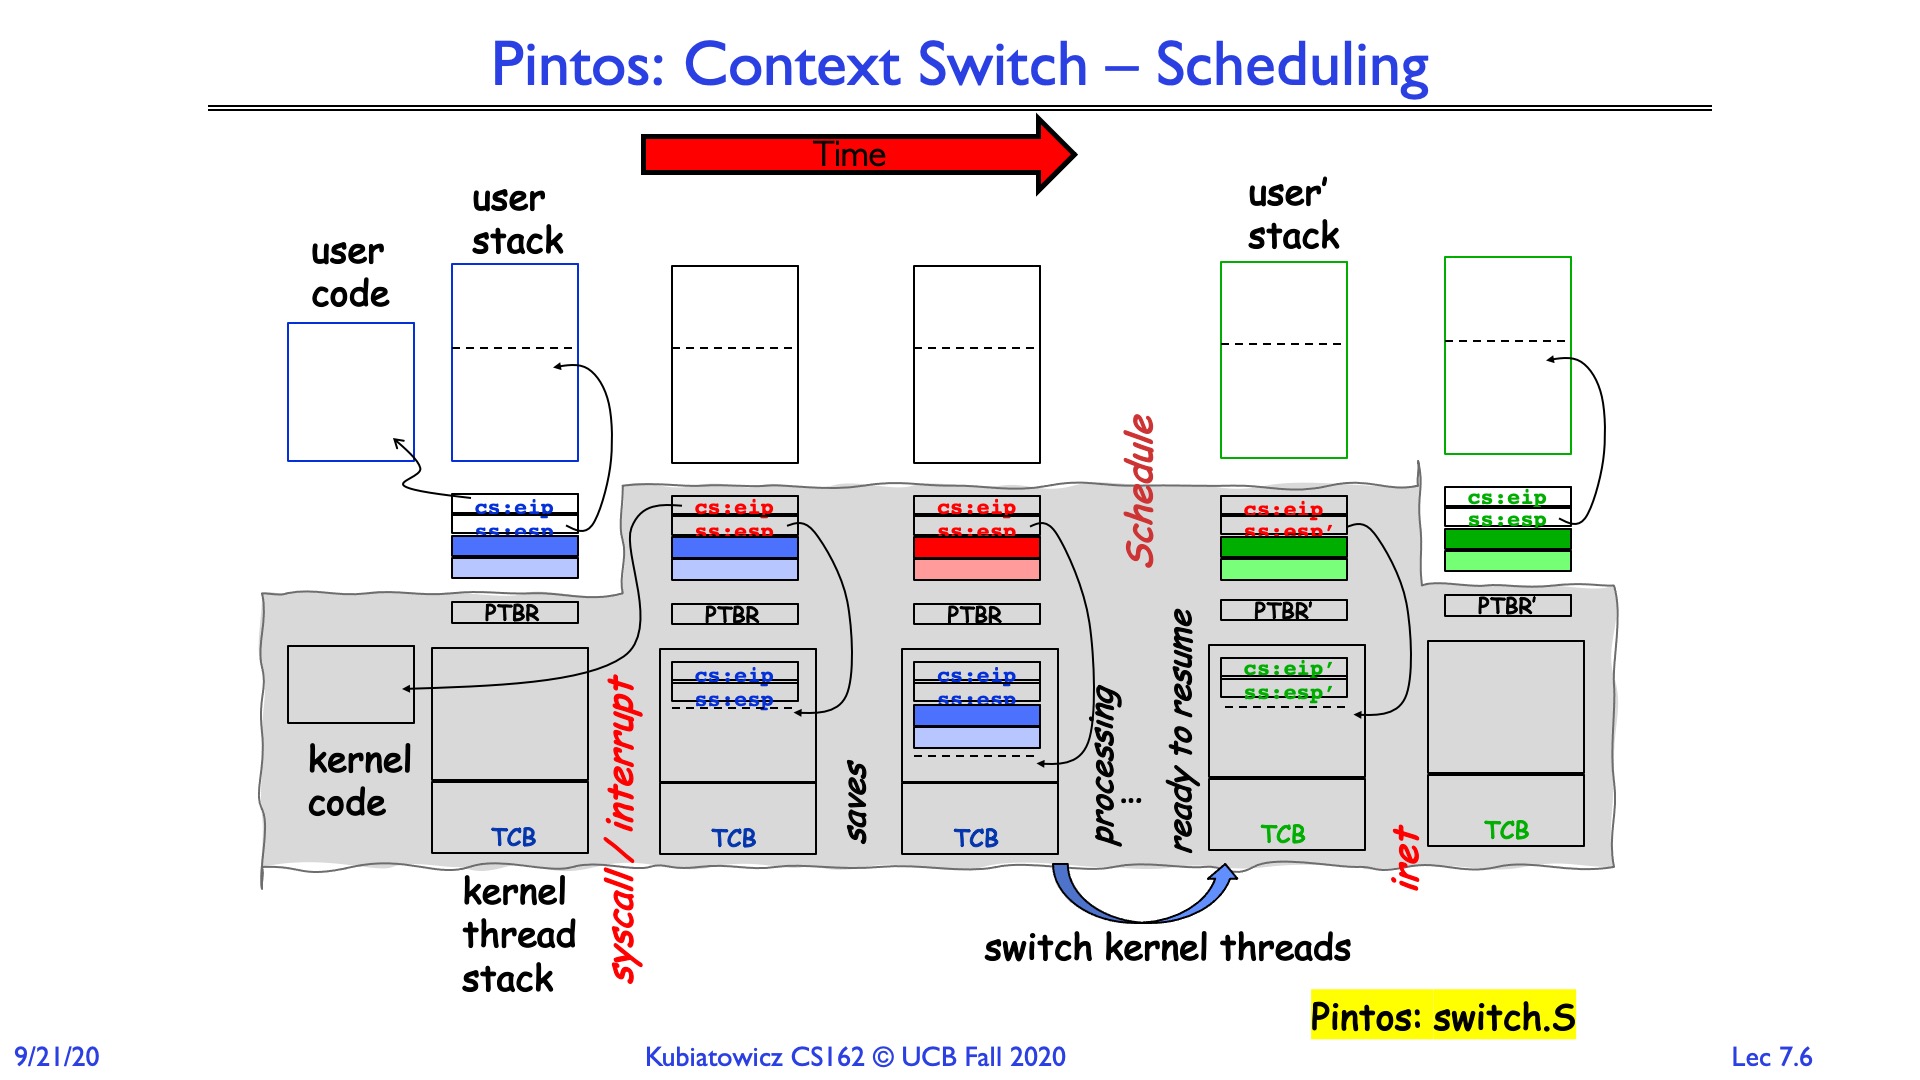 Pintos: Context Switch – Scheduling
Time
user
stack
user
code
user’
stack
Schedule
cs:eip
ss:esp
cs:eip
ss:esp
cs:eip
ss:esp
cs:eip
ss:esp’
cs:eip
ss:esp
PTBR
PTBR
PTBR
PTBR’
PTBR’
cs:eip
ss:esp
cs:eip
ss:esp
cs:eip’
ss:esp’
kernel
code
syscall / interrupt
saves
processing
...
ready to resume
iret
TCB
TCB
TCB
TCB
TCB
kernel
thread
stack
switch kernel threads
Pintos: switch.S
9/21/20
Kubiatowicz CS162 © UCB Fall 2020
Lec 7.6